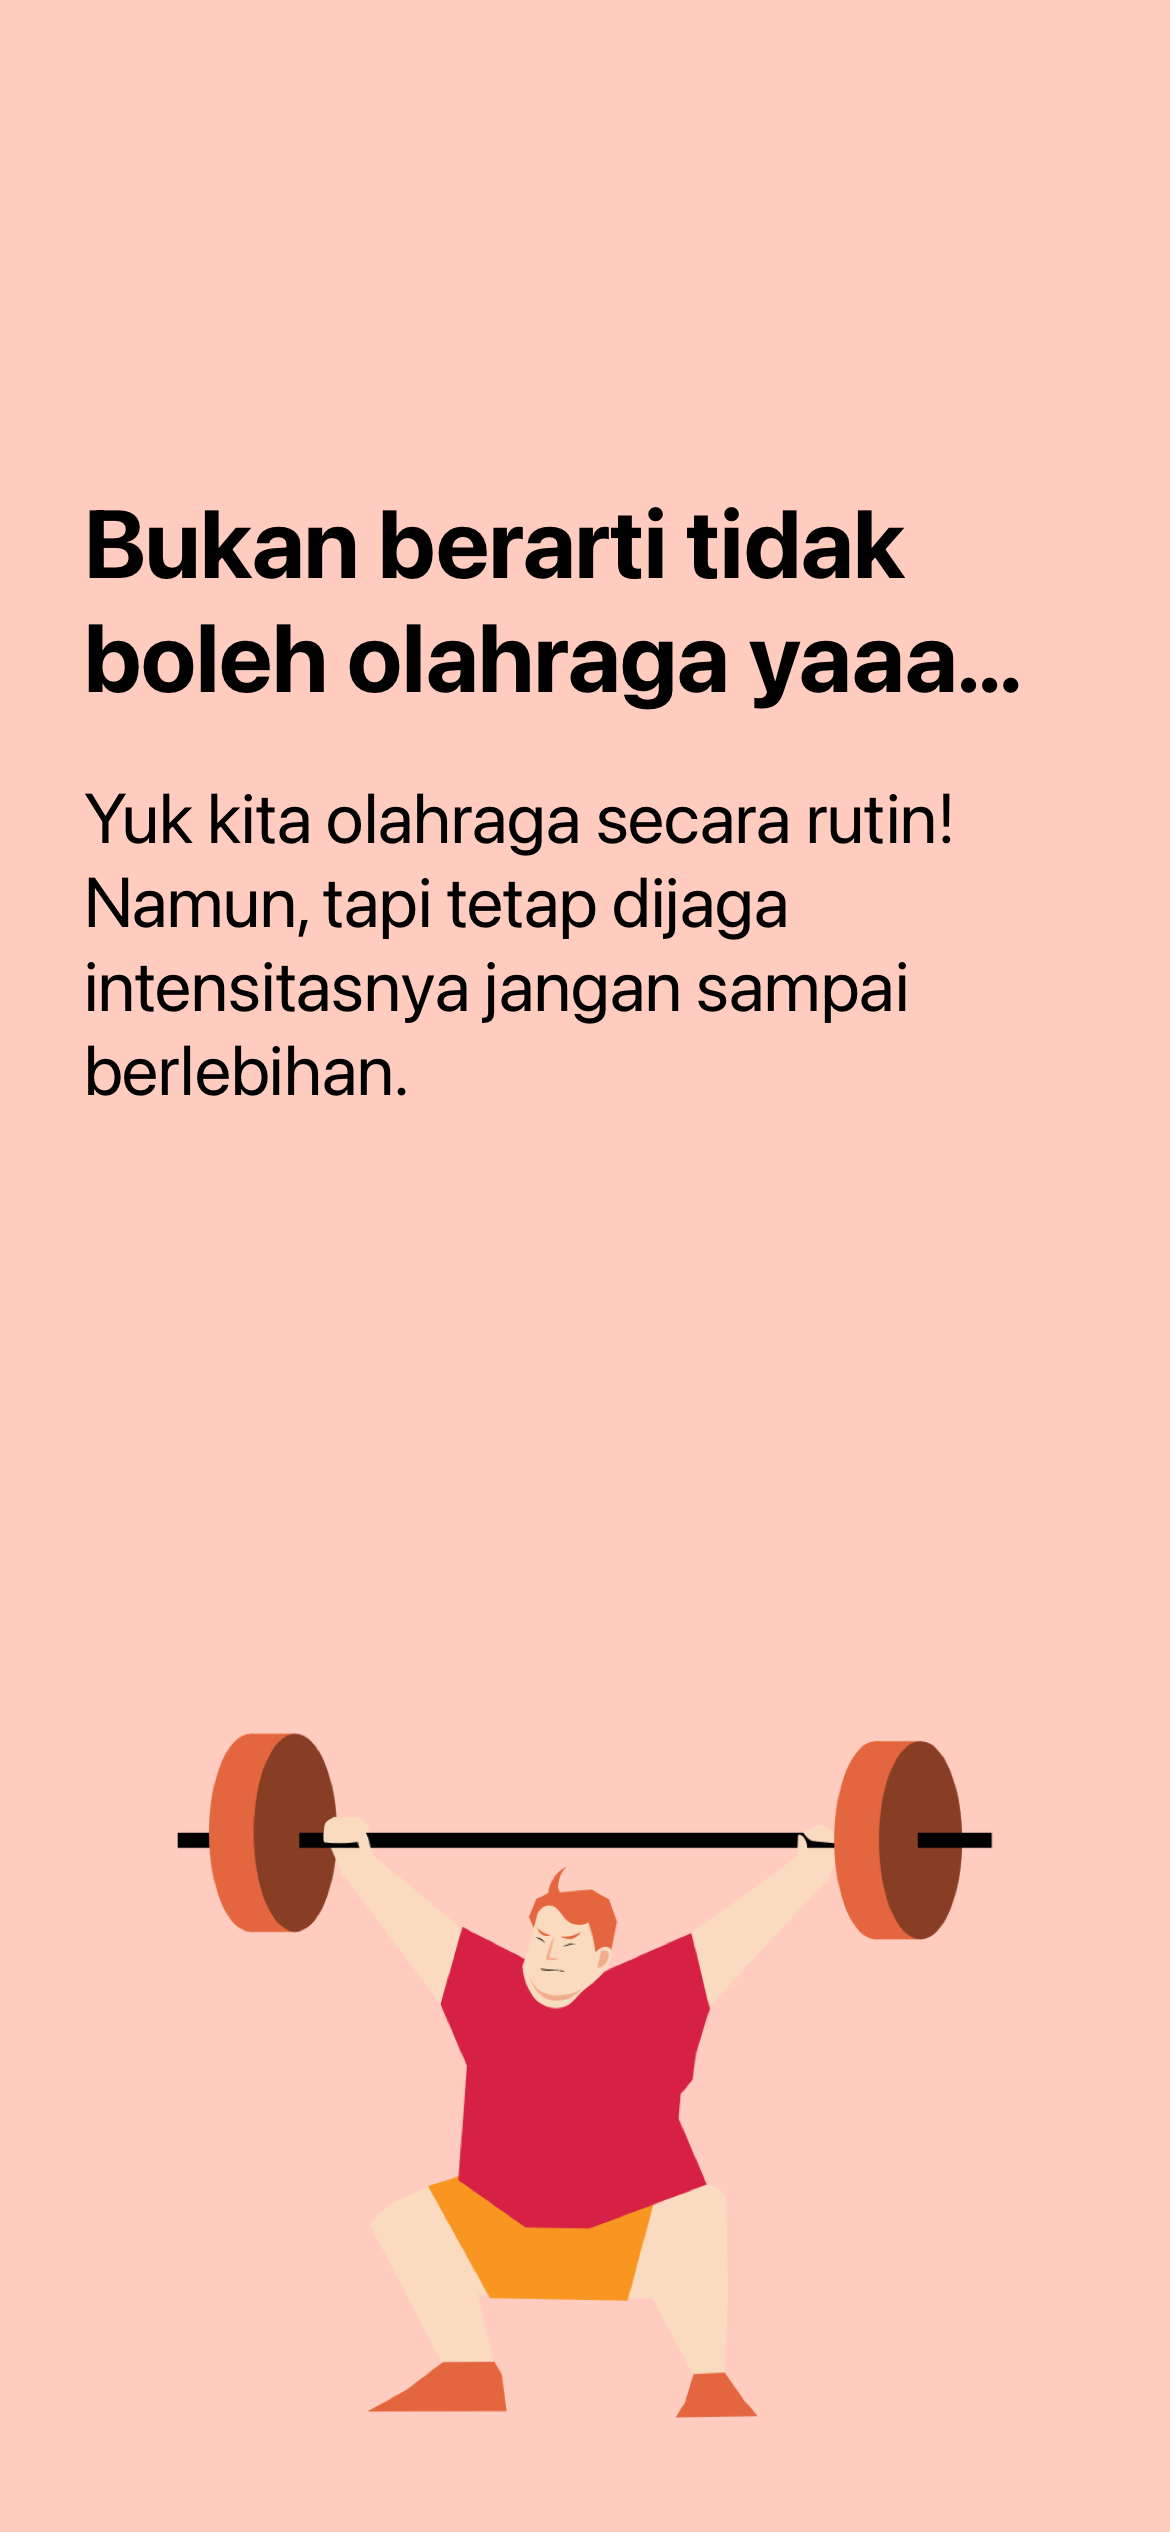 Bukan berarti tidak
boleh olahraga yaaa...
Yuk kita olahraga secara rutin!
Namun, tapi tetap dijaga
intensitasnya jangan sampai
berlebihan.